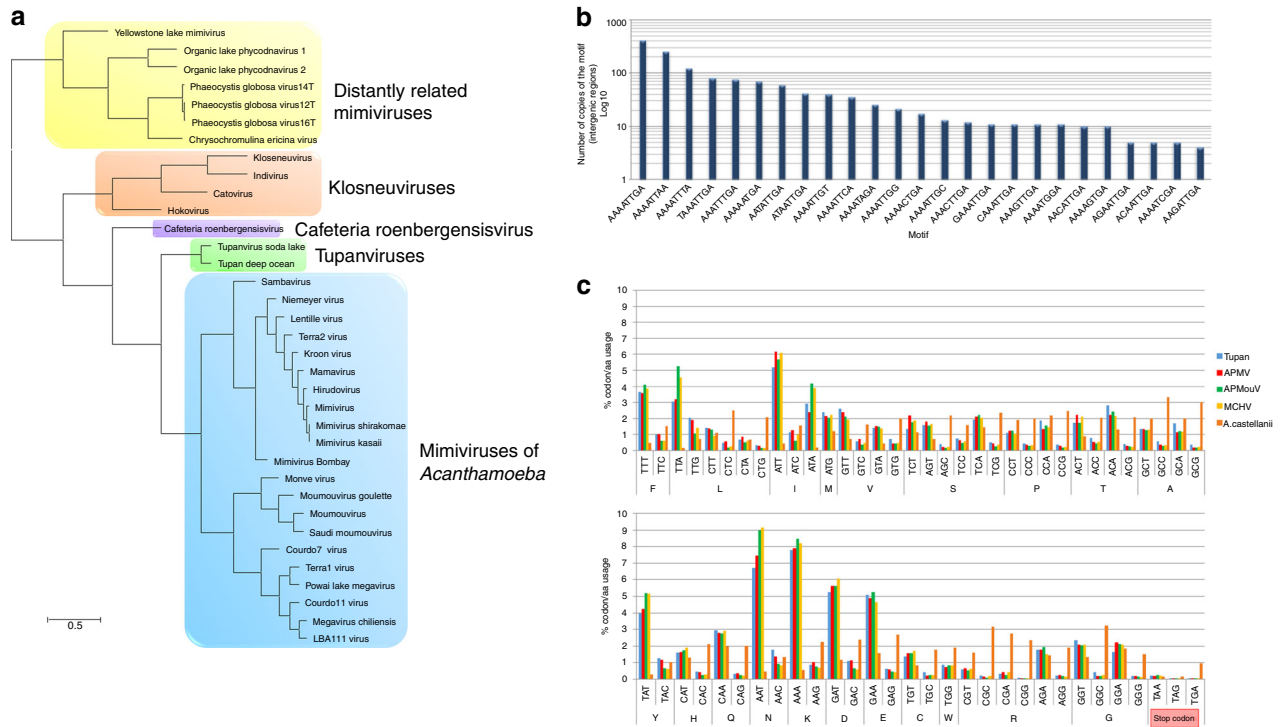 a
Yellowstone lake mimivirus
Organic lake phycodnavirus 1
Organic lake phycodnavirus 2
Phaeocystis globosa virus14T
Phaeocystis globosa virus12T
Phaeocystis globosa virus16T
Chrysochromulina ericina virus
Distantly related
mimiviruses
Kloseneuvirus
Indivirus
Catovirus
Hokovirus
Klosneuviruses
Cafeteria roenbergensisvirus
Cafeteria roenbergensisvirus
Tupanvirus soda lake
Tupan deep ocean
Tupanviruses
Sambavirus
Niemeyer virus
Lentille virus
Terra2 virus
Kroon virus
Mamavirus
Hirudovirus
Mimivirus
Mimivirus shirakomae
Mimivirus kasaii
Mimivirus Bombay
Monve virus
Moumouvirus goulette
Moumouvirus
Saudi moumouvirus
Courdo7 virus
Terra1 virus
Powai lake megavirus
Courdo11 virus
Megavirus chiliensis
LBA111 virus
Mimiviruses of
Acanthamoeba
0.5
b
Number of copies of the motif
(intergenic regions)
Log10
1000
100
10
1
AAAATTGA
AAAATTAA
AAAATTTA
TAAATTGA
AAATTTGA
AAAAATGA
AATATTGA
ATAATTGA
AAAATTGT
AAAATTCA
AAAATAGA
AAAATTGG
AAAACTGA
AAAATTGC
AAACTTGA
GAAATTGA
CAAATTGA
AAAGTTGA
AAAATGGA
AACATTGA
AAAGTGA
AGAATTGA
ACAATTGA
AAAATCGA
AAGATTGA
Motif
c
% codon/aa usage
10
9
8
7
6
5
4
3
2
1
0
TTT TTC TTA TTG CTT CTC CTA CTG ATT ATC ATA ATG GTT GTC GTA GTG TCT AGT AGC TCC TCA TCG CCT CCC CCA CCG ACT ACC ACA ACG GCT GCC GCA GCG
F L I M V S P T A
Tupan
APMV
APMouV
MCHV
A.castellanii
% codon/aa usage
10
9
8
7
6
5
4
3
2
1
0
TAT TAC CAT CAC CAA CAG AAT AAC AAA AAG GAT GAC GAA GAG TGT TGC TGG CGT CGC CGA CGG AGA AGG GGT GGC GGA GGG TAA TAG TGA
Y H Q N K D E C W R G Stop codon